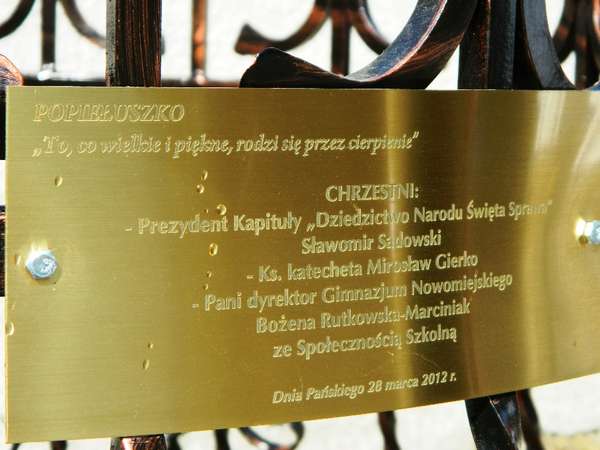 POPIEŁUSZKO
„To, co wielkie i piękne, rodzi się przez cierpienie”
CHRZESTNI:
- Prezydent Kapituły „Dziedzictwo Narodu Święta Sprawa”
Sławomir Sadowski
- Ks. katecheta Mirosław Gierko
- Pani dyrektor Gimnazjum Nowomiejskiego
Bożena Rutkowska-Marciniak
ze Społecznością Szkolną
Dnia Pańskiego 28 marca 2012 r.